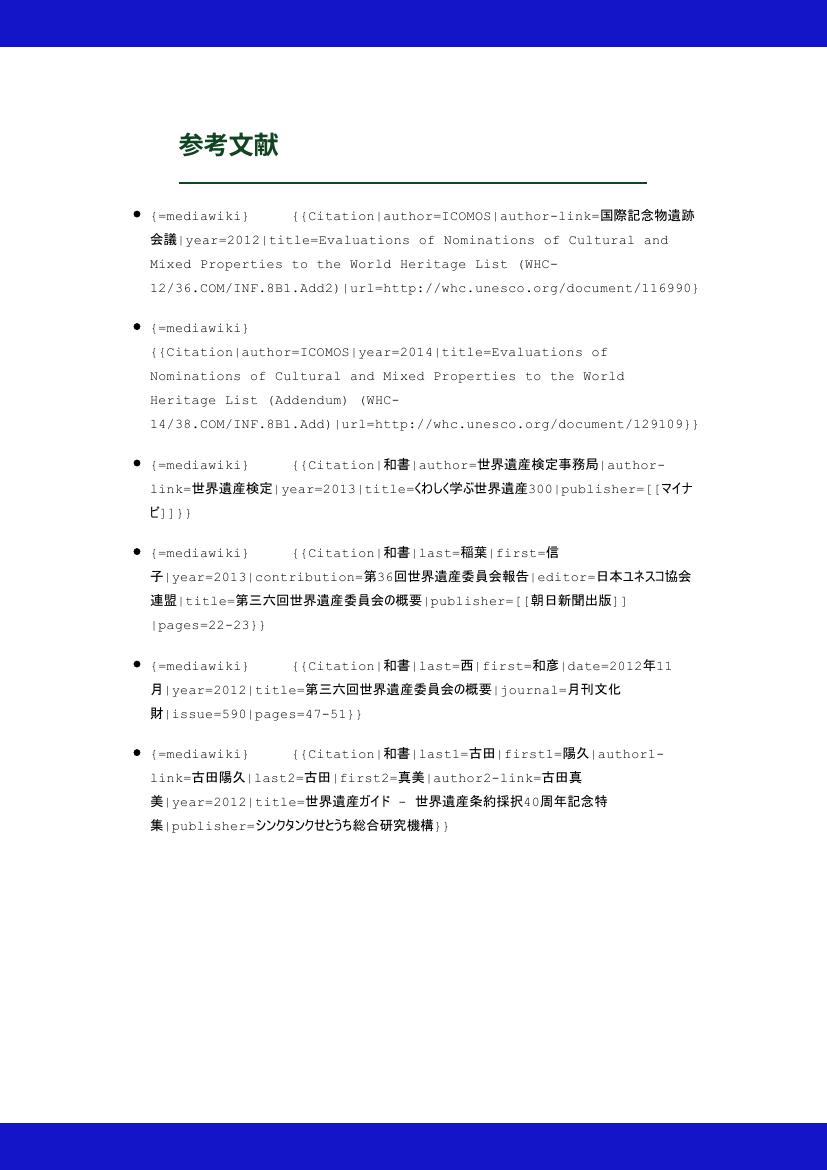 参考文献
• {=mediawiki} {{Citation|author=ICOMOS|author-link=国際記念物遺跡
会議|year=2012|title=Evaluations of Nominations of Cultural and
Mixed Properties to the World Heritage List (WHC-
12/36.COM/INF.8B1.Add2)|url=http://whc.unesco.org/document/116990}
• {=mediawiki}
{{Citation|author=ICOMOS|year=2014|title=Evaluations of
Nominations of Cultural and Mixed Properties to the World
Heritage List (Addendum) (WHC-
14/38.COM/INF.8B1.Add)|url=http://whc.unesco.org/document/129109}}
• {=mediawiki} {{Citation|和書|author=世界遺産検定事務局|author-
link=世界遺産検定|year=2013|title=くわしく学ぶ世界遺産300|publisher=[[マイナ
ビ]]}}
• {=mediawiki} {{Citation|和書|last=稲葉|first=信
子|year=2013|contribution=第36回世界遺産委員会報告|editor=日本ユネスコ協会
連盟|title=第三六回世界遺産委員会の概要|publisher=[[朝日新聞出版]]
|pages=22-23}}
• {=mediawiki} {{Citation|和書|last=西|first=和彦|date=2012年11
月|year=2012|title=第三六回世界遺産委員会の概要|journal=月刊文化
財|issue=590|pages=47-51}}
• {=mediawiki} {{Citation|和書|last1=古田|first1=陽久|author1-
link=古田陽久|last2=古田|first2=真美|author2-link=古田真
美|year=2012|title=世界遺産ガイド - 世界遺産条約採択40周年記念特
集|publisher=シンクタンクせとうち総合研究機構}}